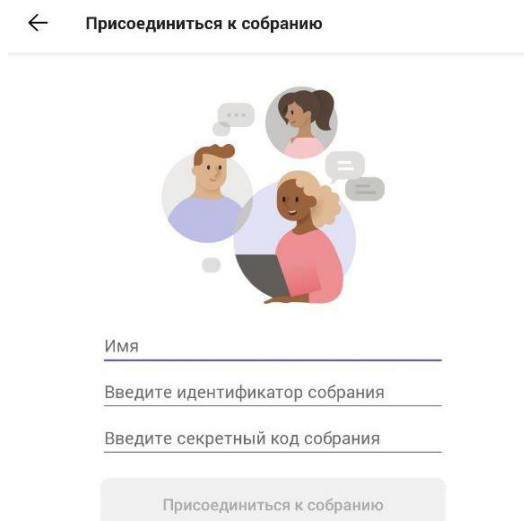 Присоединиться к собранию
Имя
Введите идентификатор собрания
Введите секретный код собрания
Присоединиться к собранию